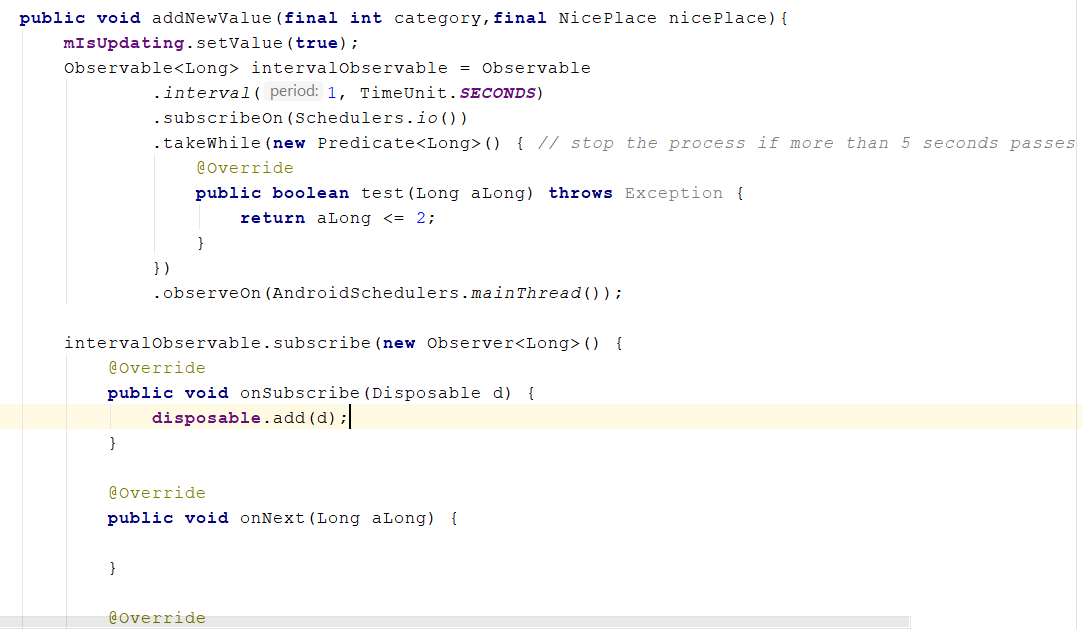 public void addNewValue(final int category,final NicePlace nicePlace){
mIsUpdating.setValue(true);
Observable<Long> intervalObservable = Observable
.interval( period: 1, TimeUnit.SECONDS)
.subscribeOn(Schedulers.io())
.takeWhile(new Predicate<Long>() { // stop the process if more than 5 seconds passes
@Override
public boolean test(Long aLong) throws Exception {
return aLong <= 2;
}
})
.observeOn(AndroidSchedulers.mainThread());
intervalObservable.subscribe(new Observer<Long>() {
@Override
public void onSubscribe(Disposable d) {
disposable.add(d);
}
@Override
public void onNext(Long aLong) {
}
@Override